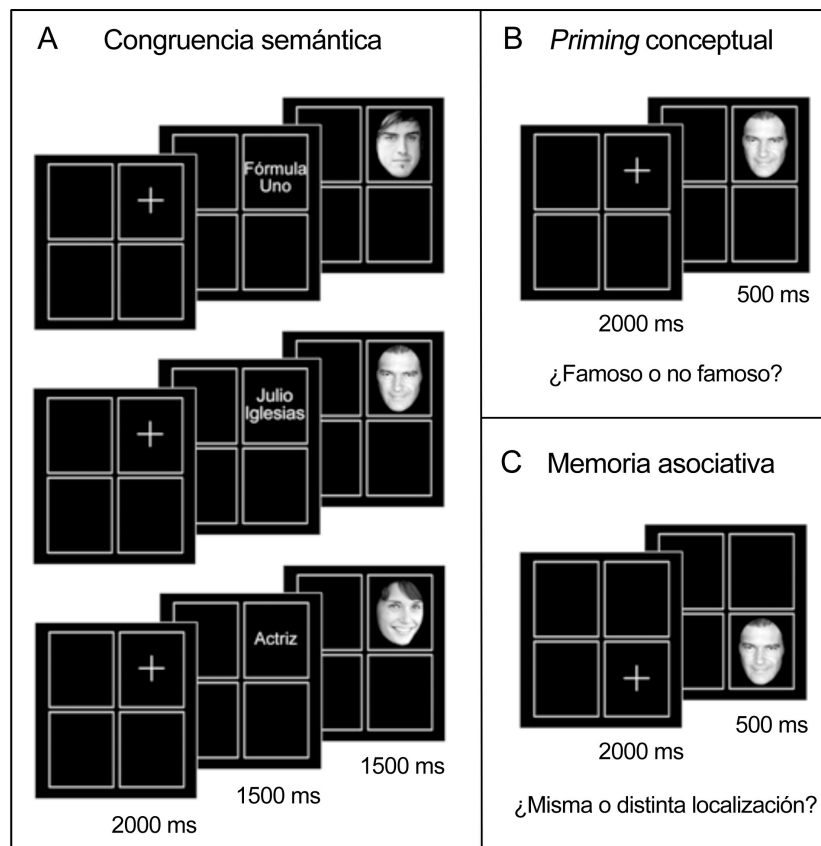 A Congruencia semántica
Fórmula
Uno
Julio
Iglesias
Actriz
2000 ms
1500 ms
1500 ms
B Priming conceptual
2000 ms
500 ms
¿Famoso o no famoso?
C Memoria asociativa
2000 ms
500 ms
¿Misma o distinta localización?